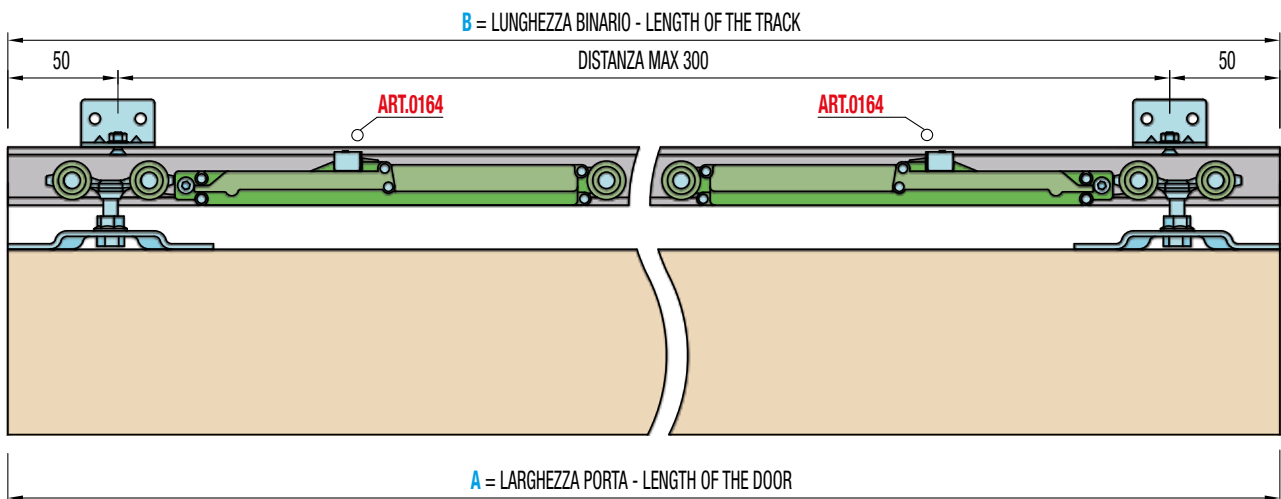 B = LUNGHEZZA BINARIO - LENGTH OF THE TRACK
50 DISTANZA MAX 300 50
ART.0164 ART.0164
A = LARGHEZZA PORTA - LENGTH OF THE DOOR